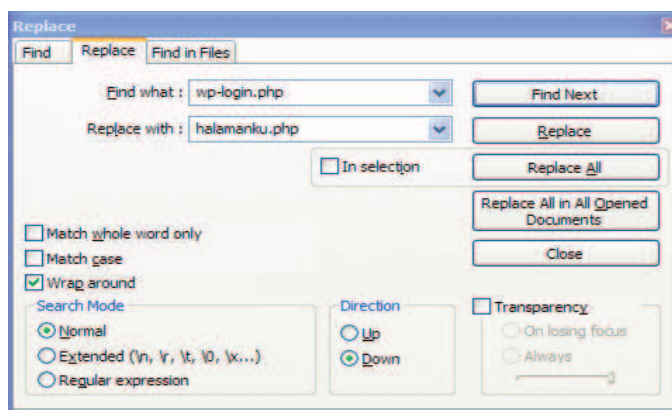 Replace
Find Replace Find in Files
Find what : wp-login.php Find Next
Replace with : halamanku.php Replace
In selection Replace All
Replace All in All Opened
Documents
Match whole word only
Match case Close
Wrap around
Search Mode Direction Transparency
Normal Up On losing focus
Extended (\n, \r, \t, \0, \x...) Down Always
Regular expression